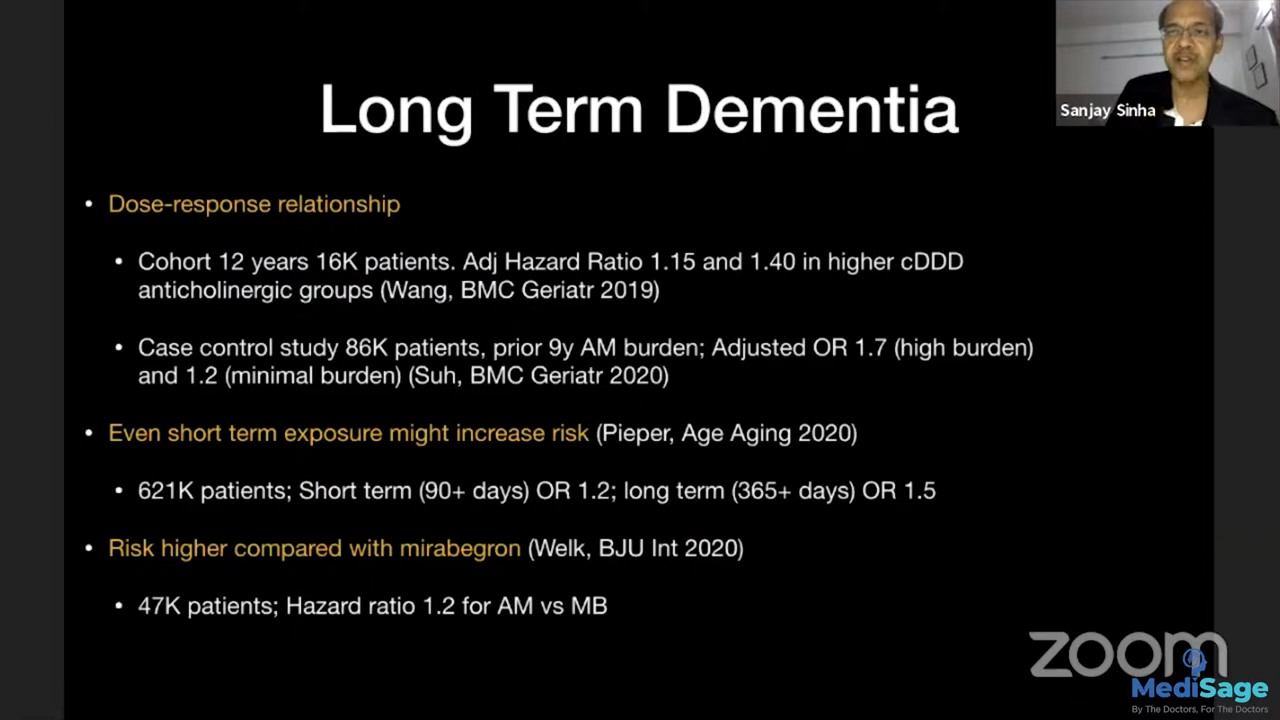 Sanjay Sinha
Long Term Dementia
• Dose-response relationship
• Cohort 12 years 16K patients. Adj Hazard Ratio 1.15 and 1.40 in higher cDDD
anticholinergic groups (Wang, BMC Geriatr 2019)
• Case control study 86K patients, prior 9y AM burden; Adjusted OR 1.7 (high burden)
and 1.2 (minimal burden) (Suh, BMC Geriatr 2020)
• Even short term exposure might increase risk (Pieper, Age Aging 2020)
• 621K patients; Short term (90+ days) OR 1.2; long term (365+ days) OR 1.5
• Risk higher compared with mirabegron (Welk, BJU Int 2020)
• 47K patients; Hazard ratio 1.2 for AM vs MB
zoom
MediSage
By The Doctors, For The Doctors